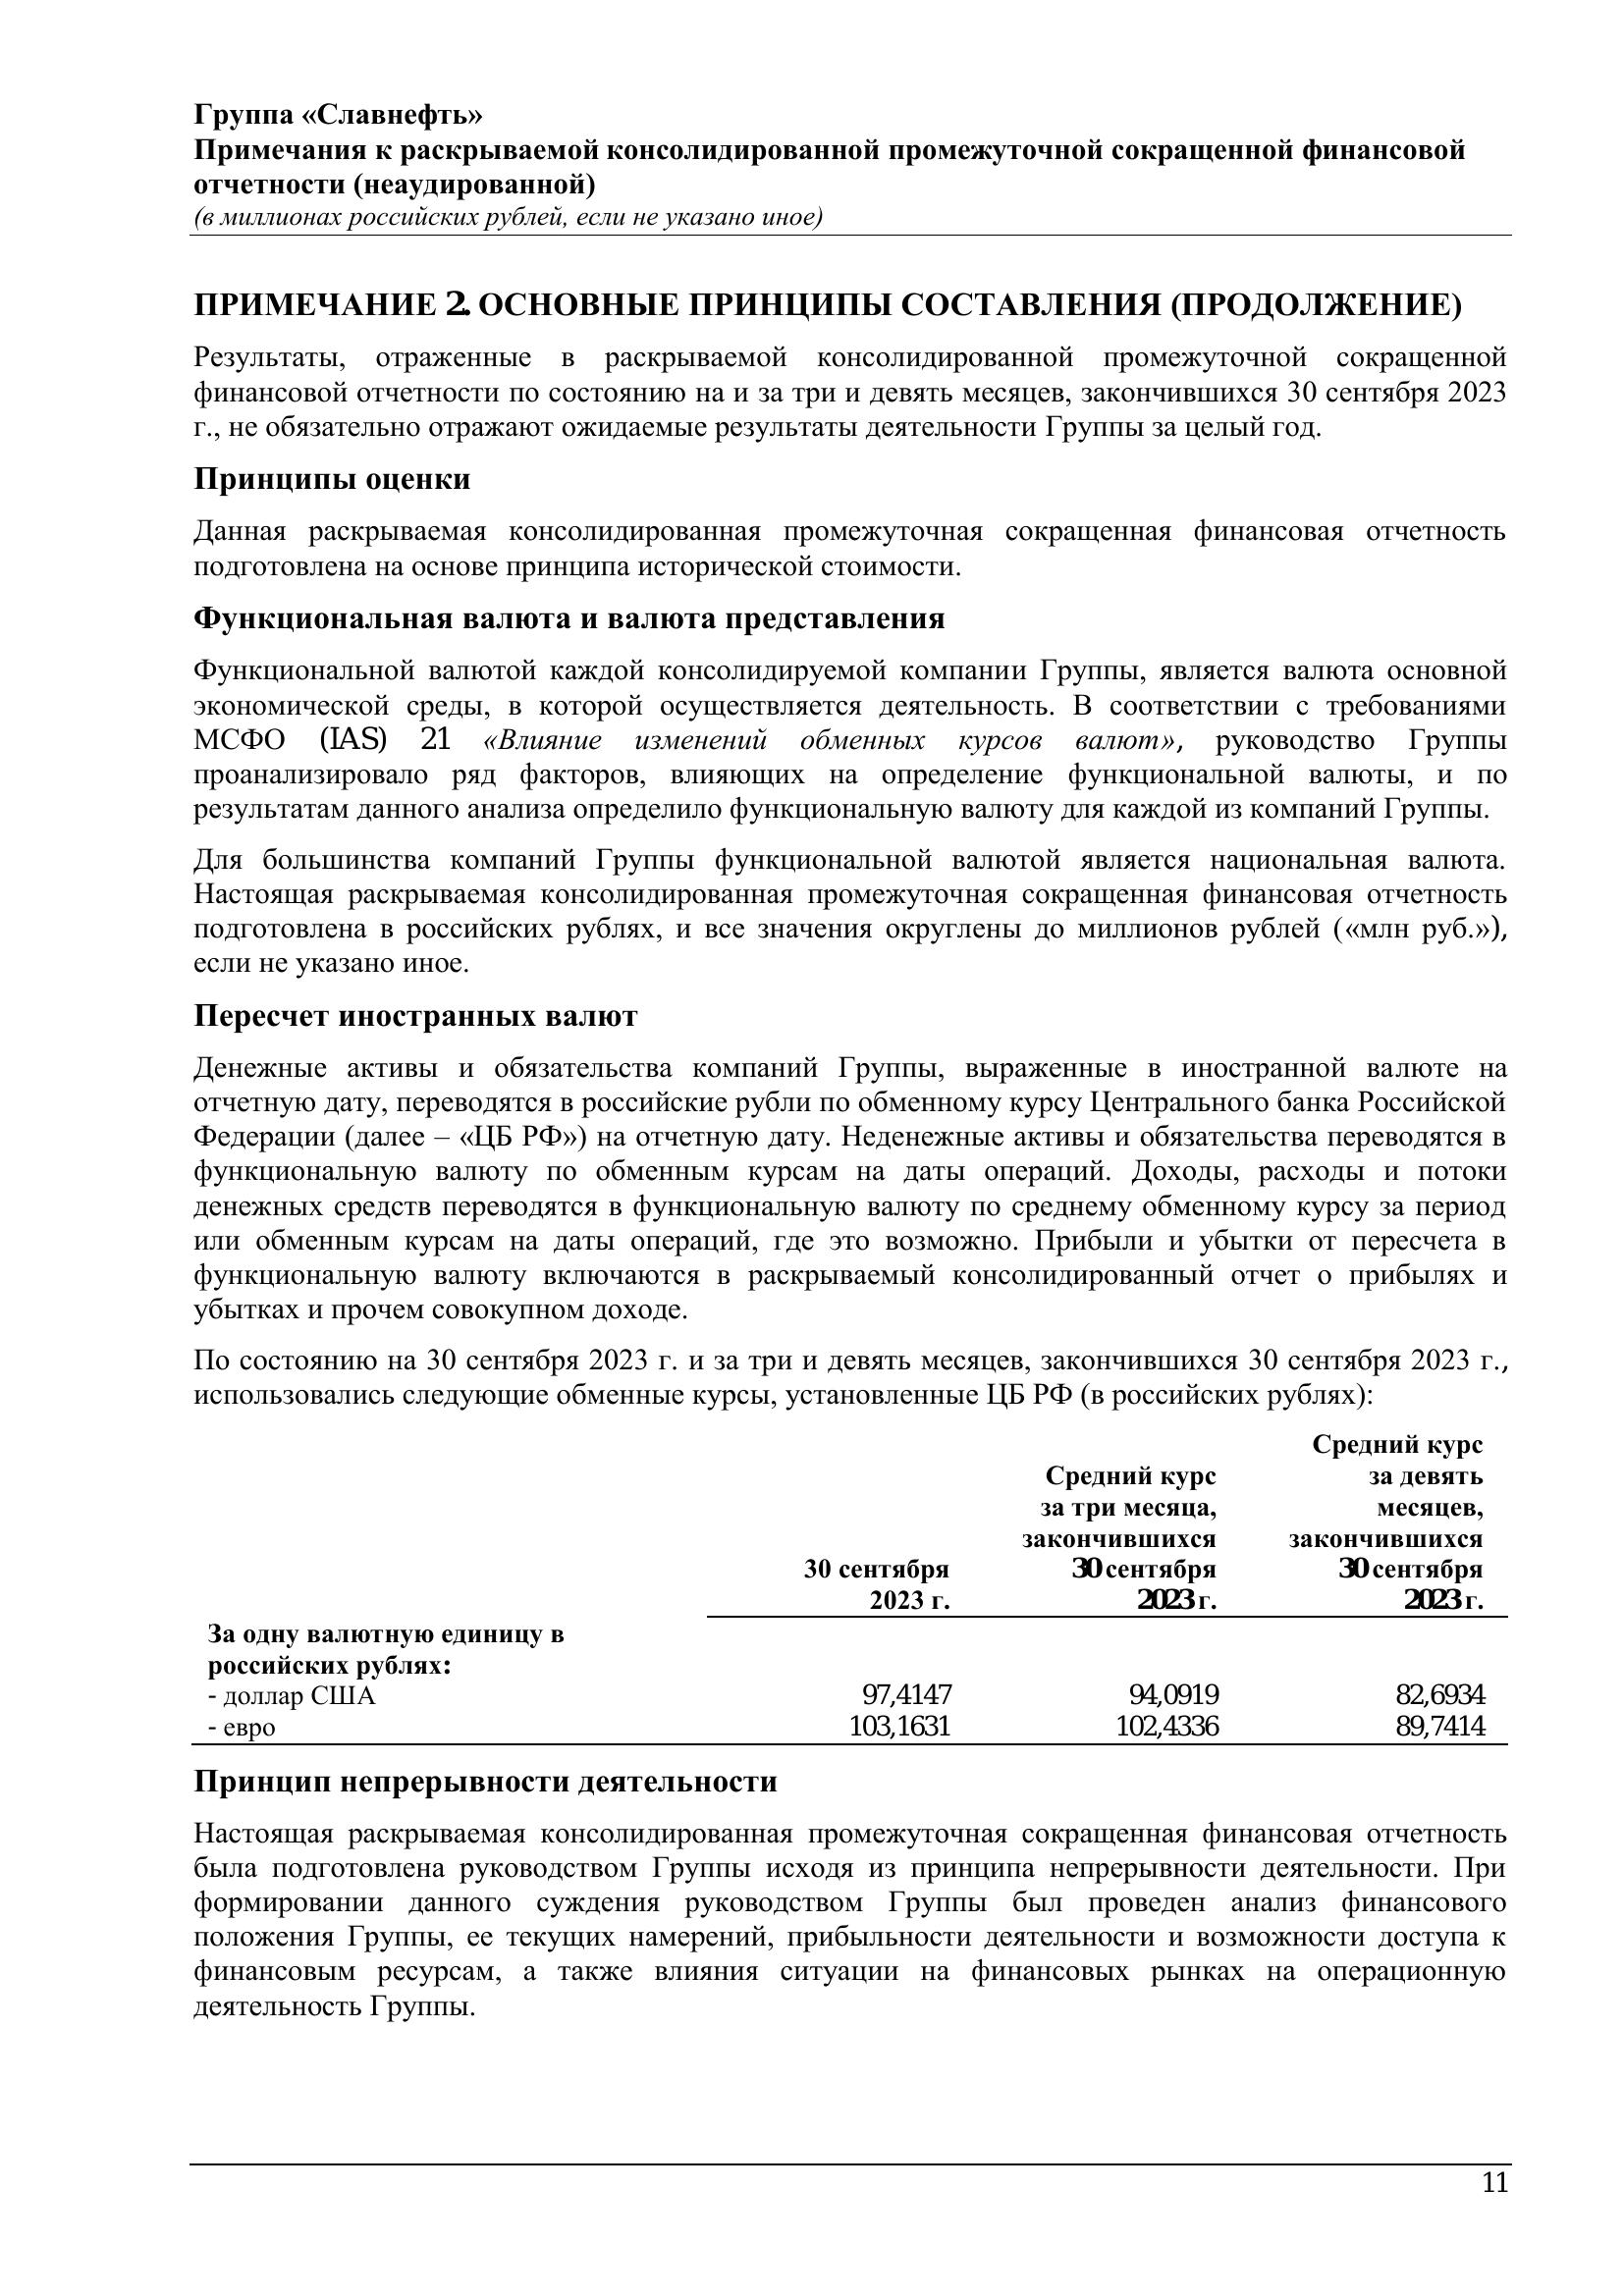 Группа «Славнефть»
Примечания к раскрываемой консолидированной промежуточной сокращенной финансовой
отчетности (неаудированной)
(в миллионах российских рублей, если не указано иное)
ПРИМЕЧАНИЕ 2. ОСНОВНЫЕ ПРИНЦИПЫ СОСТАВЛЕНИЯ (ПРОДОЛЖЕНИЕ)
Результаты, отраженные в раскрываемой консолидированной промежуточной сокращенной
финансовой отчетности по состоянию на и за три и девять месяцев, закончившихся 30 сентября 2023
г., не обязательно отражают ожидаемые результаты деятельности Группы за целый год.
Принципы оценки
Данная раскрываемая консолидированная промежуточная сокращенная финансовая отчетность
подготовлена на основе принципа исторической стоимости.
Функциональная валюта и валюта представления
Функциональной валютой каждой консолидируемой компании Группы, является валюта основной
экономической среды, в которой осуществляется деятельность. В соответствии с требованиями
МСФО (IAS) 21 «Влияние изменений обменных курсов валют», руководство Группы
проанализировало ряд факторов, влияющих на определение функциональной валюты, и по
результатам данного анализа определило функциональную валюту для каждой из компаний Группы.
Для большинства компаний Группы функциональной валютой является национальная валюта.
Настоящая раскрываемая консолидированная промежуточная сокращенная финансовая отчетность
подготовлена в российских рублях, и все значения округлены до миллионов рублей («млн руб.»),
если не указано иное.
Пересчет иностранных валют
Денежные активы и обязательства компаний Группы, выраженные в иностранной валюте на
отчетную дату, переводятся в российские рубли по обменному курсу Центрального банка Российской
Федерации (далее – «ЦБ РФ») на отчетную дату. Неденежные активы и обязательства переводятся в
функциональную валюту по обменным курсам на даты операций. Доходы, расходы и потоки
денежных средств переводятся в функциональную валюту по среднему обменному курсу за период
или обменным курсам на даты операций, где это возможно. Прибыли и убытки от пересчета в
функциональную валюту включаются в раскрываемый консолидированный отчет о прибылях и
убытках и прочем совокупном доходе.
По состоянию на 30 сентября 2023 г. и за три и девять месяцев, закончившихся 30 сентября 2023 г.,
использовались следующие обменные курсы, установленные ЦБ РФ (в российских рублях):
Средний курс
Средний курс за девять
за три месяца, месяцев,
закончившихся закончившихся
30 сентября 30 сентября 30 сентября
2023 г. 2023 г. 2023 г.
За одну валютную единицу в
российских рублях:
- доллар США 97,4147 94,0919 82,6934
- евро 103,1631 102,4336 89,7414
Принцип непрерывности деятельности
Настоящая раскрываемая консолидированная промежуточная сокращенная финансовая отчетность
была подготовлена руководством Группы исходя из принципа непрерывности деятельности. При
формировании данного суждения руководством Группы был проведен анализ финансового
положения Группы, ее текущих намерений, прибыльности деятельности и возможности доступа к
финансовым ресурсам, а также влияния ситуации на финансовых рынках на операционную
деятельность Группы.
11